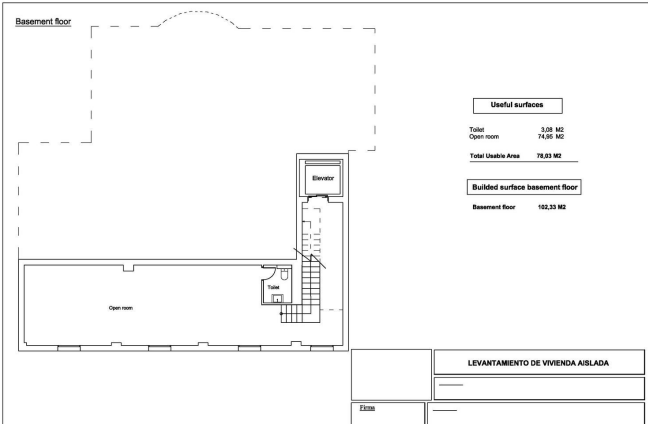 Basement floor
Useful surfaces
Toilet 3,08 M2
Open room 74,95 M2
Total Usable Area 78,03 M2
Builded surface basement floor
Basement floor 102,33 M2
Elevator
Toilet
Open room
LEVANTAMIENTO DE VIVIENDA AISLADA
Firma